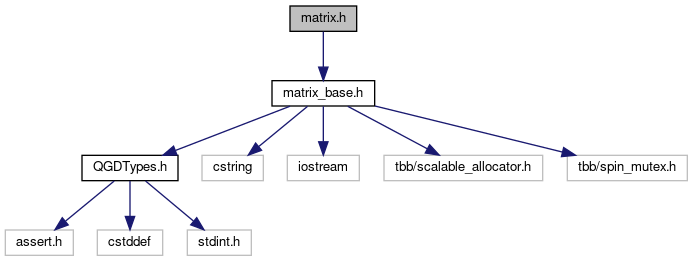 matrix.h
matrix_base.h
QGDTypes.h
cstring
iostream
tbb/scalable_allocator.h
tbb/spin_mutex.h
assert.h
cstddef
stdint.h